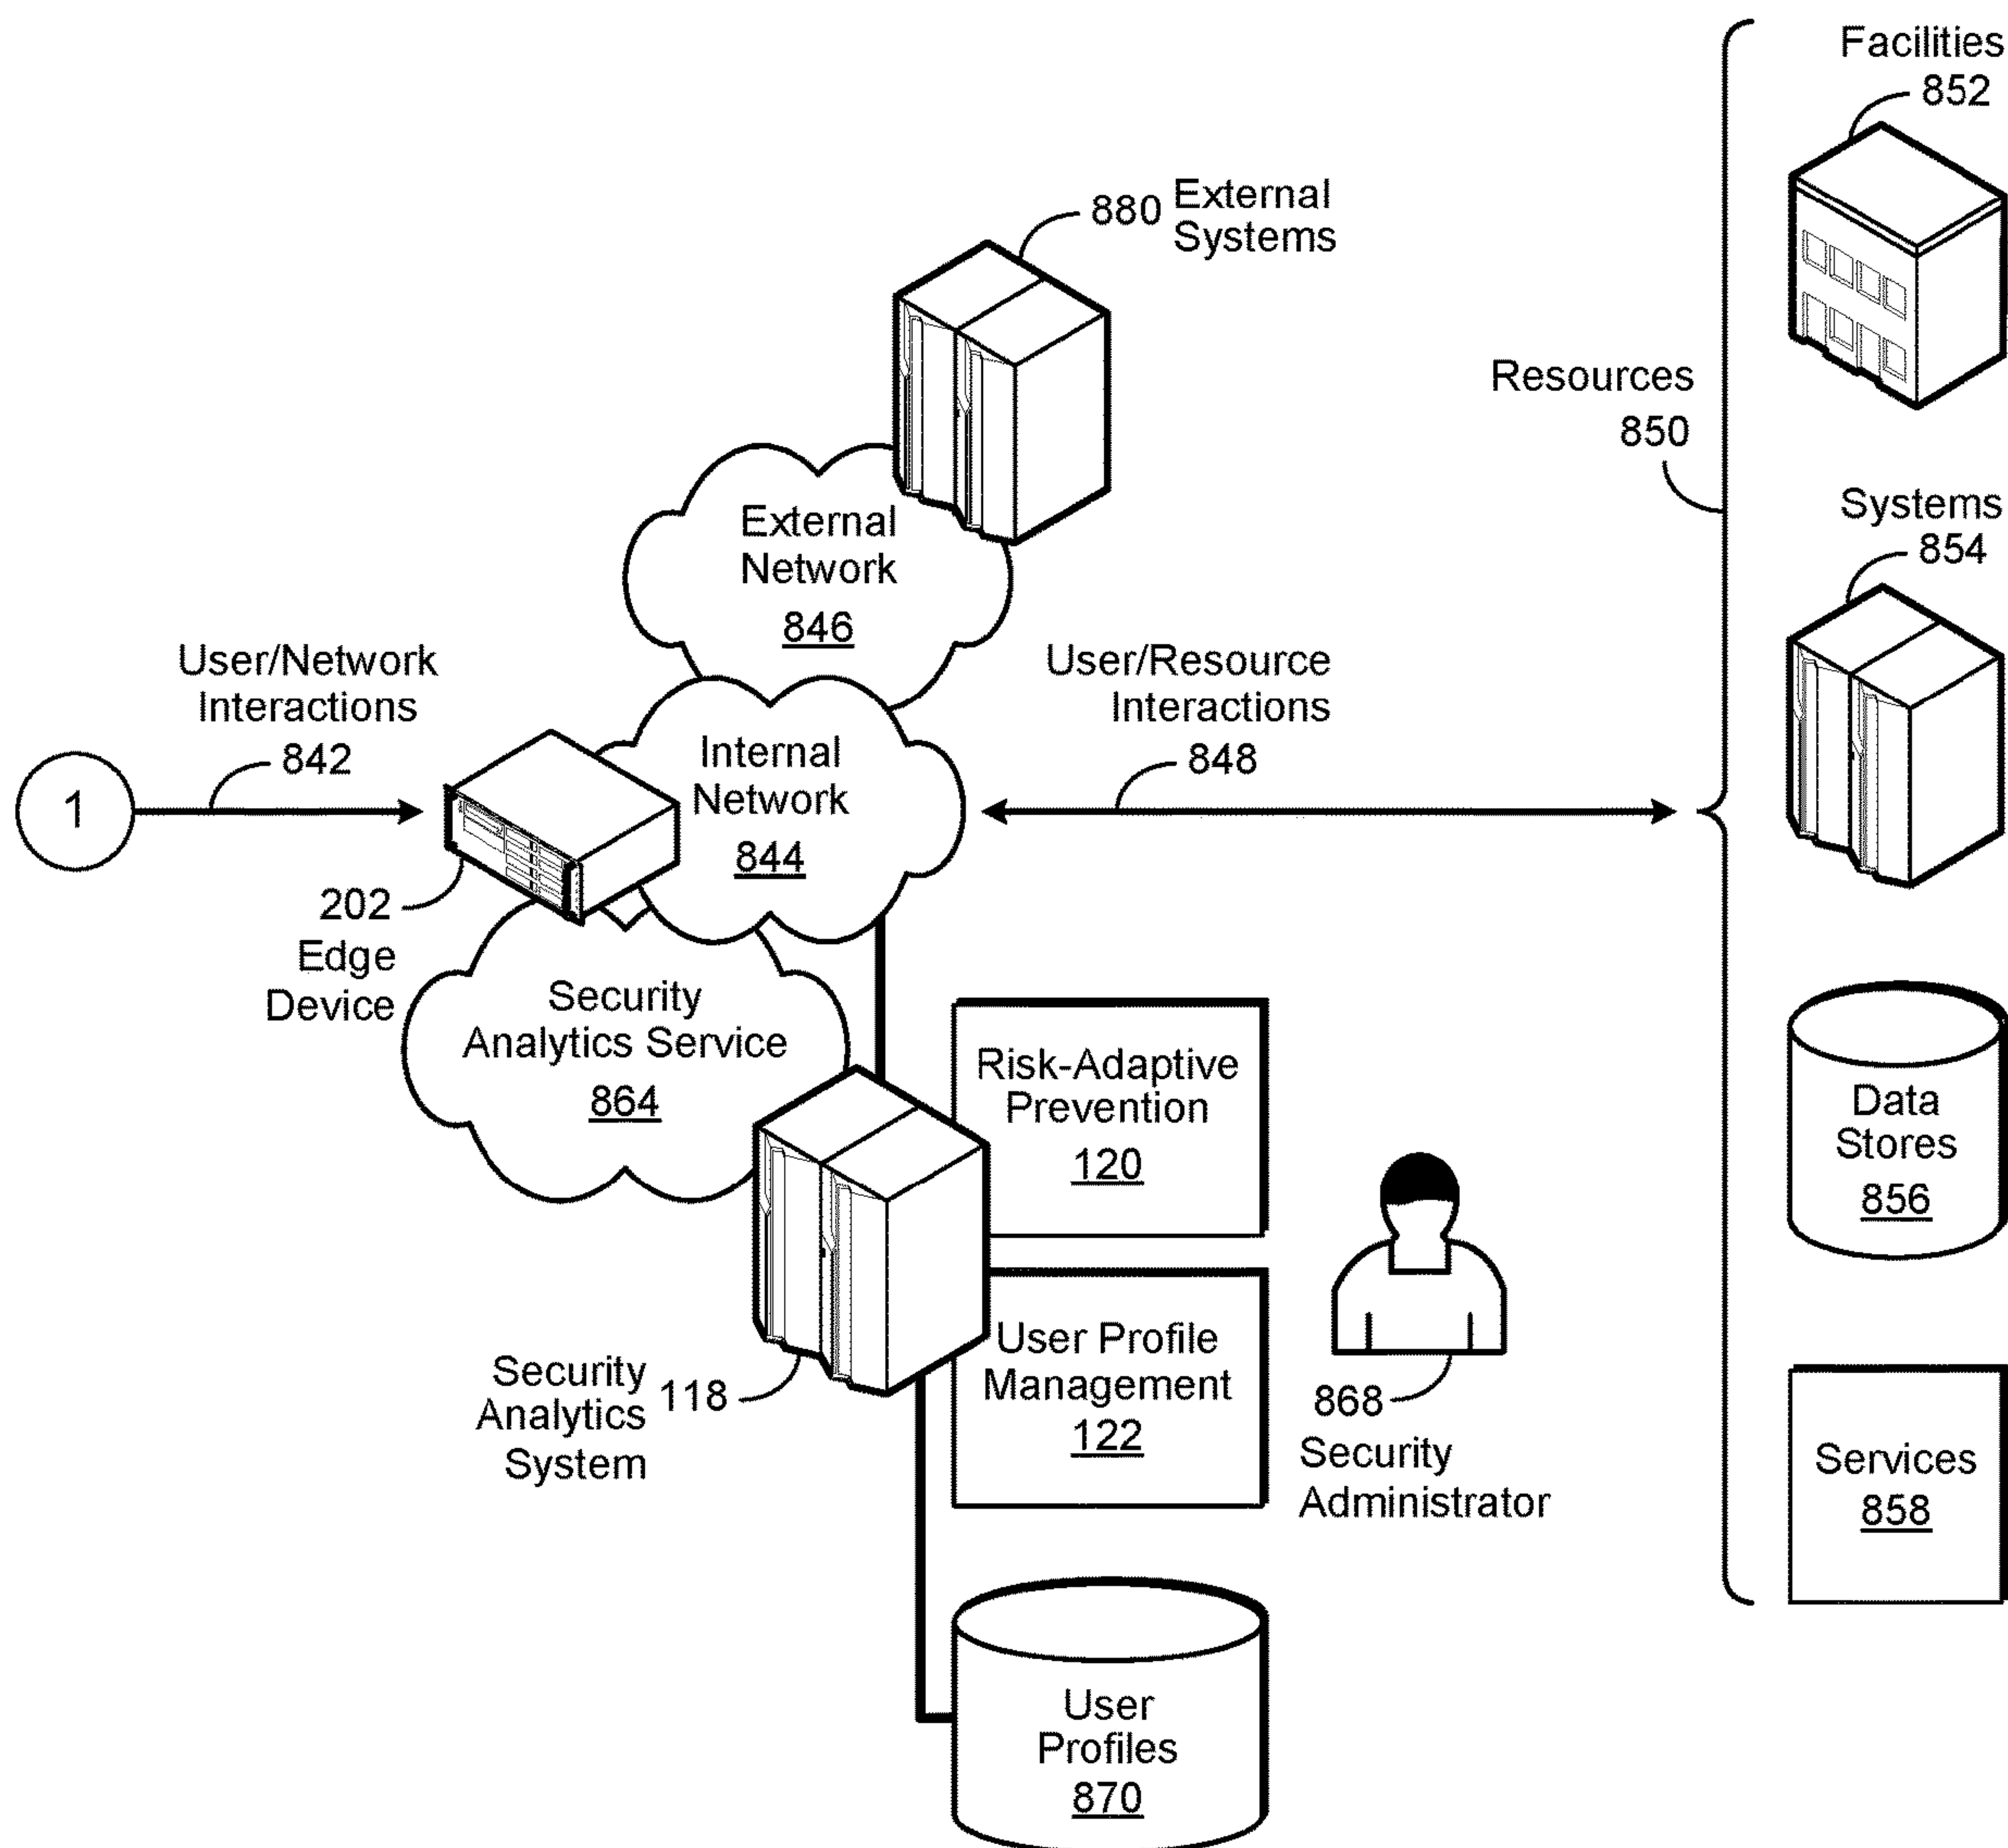 Facilities
852
880 External
Systems
Resources
850
External
Network
846
Systems
854
User/Network
Interactions
842
User/Resource
Interactions
848
1
Internal
Network
844
202
Edge
Device
Security
Analytics Service
864
Risk-Adaptive
Prevention
120
Data
Stores
856
User Profile
Management
122
Security
Analytics
System
118
868
Security
Administrator
Services
858
User
Profiles
870